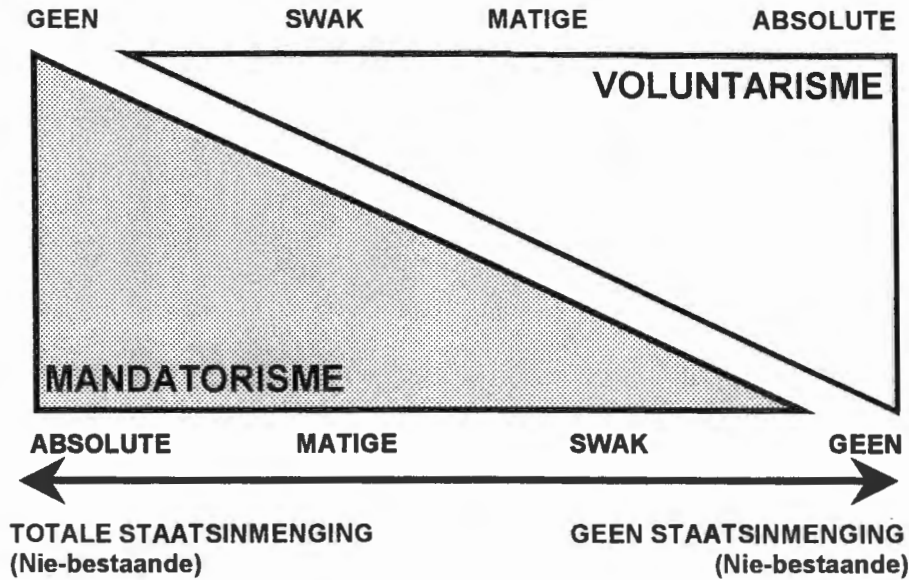 GEEN SWAK MATIGE ABSOLUTE
VOLUNTARISME
MANDATORISME
ABSOLUTE MATIGE SWAK GEEN
TOTALE STAATSINMENGING GEEN STAATSINMENGING
(Nie-bestaande) (Nie-bestaande)